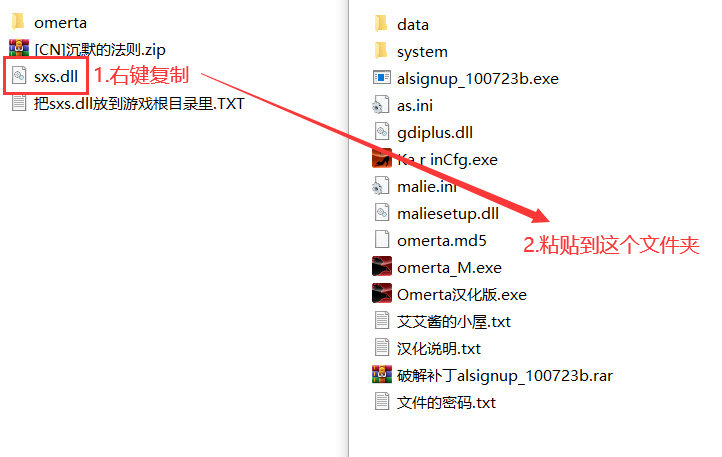 omerta
[CN]沉默的法则.zip
sxs.dll
1.右键复制
把sxs.dll放到游戏根目录里.TXT
data
system
alsignup_100723b.exe
as.ini
gdiplus.dll
Ka r inCfg.exe
malie.ini
maliesetup.dll
omerta.md5
2.粘贴到这个文件夹
omerta_M.exe
Omerta汉化版.exe
艾艾酱的小屋.txt
汉化说明.txt
破解补丁alsignup_100723b.rar
文件的密码.txt